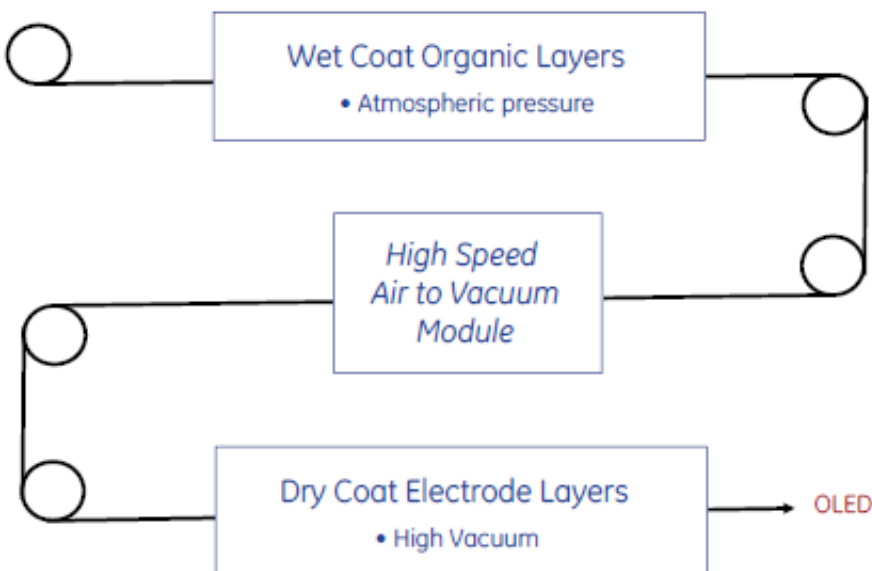 Wet Coat Organic Layers
• Atmospheric pressure
High Speed
Air to Vacuum
Module
Dry Coat Electrode Layers
• High Vacuum
OLED